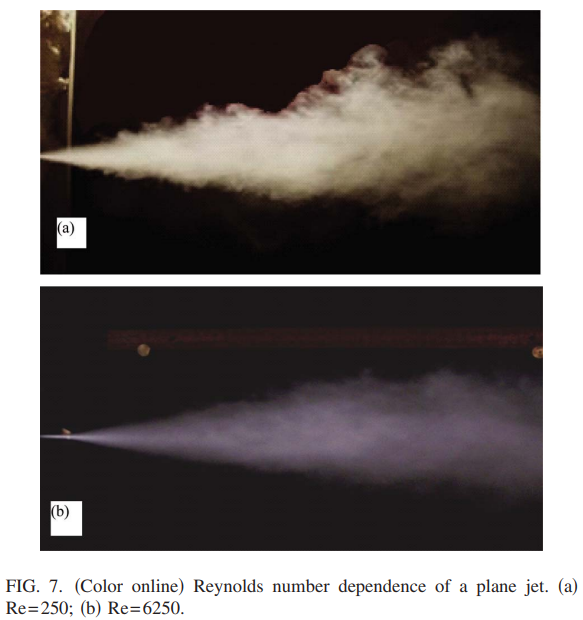 (a)
(b)
FIG. 7. (Color online) Reynolds number dependence of a plane jet. (a)
Re=250; (b) Re=6250.